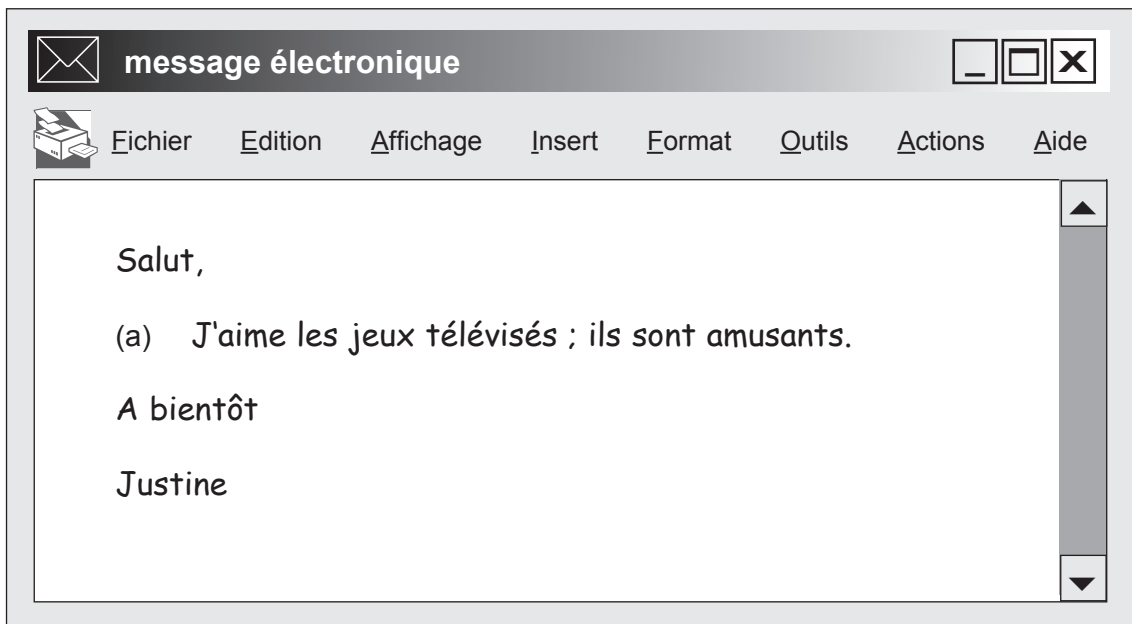 message électronique
Fichier Edition Affichage Insert Format Outils Actions Aide
Salut,
(a) J'aime les jeux télévisés ; ils sont amusants.
A bientôt
Justine